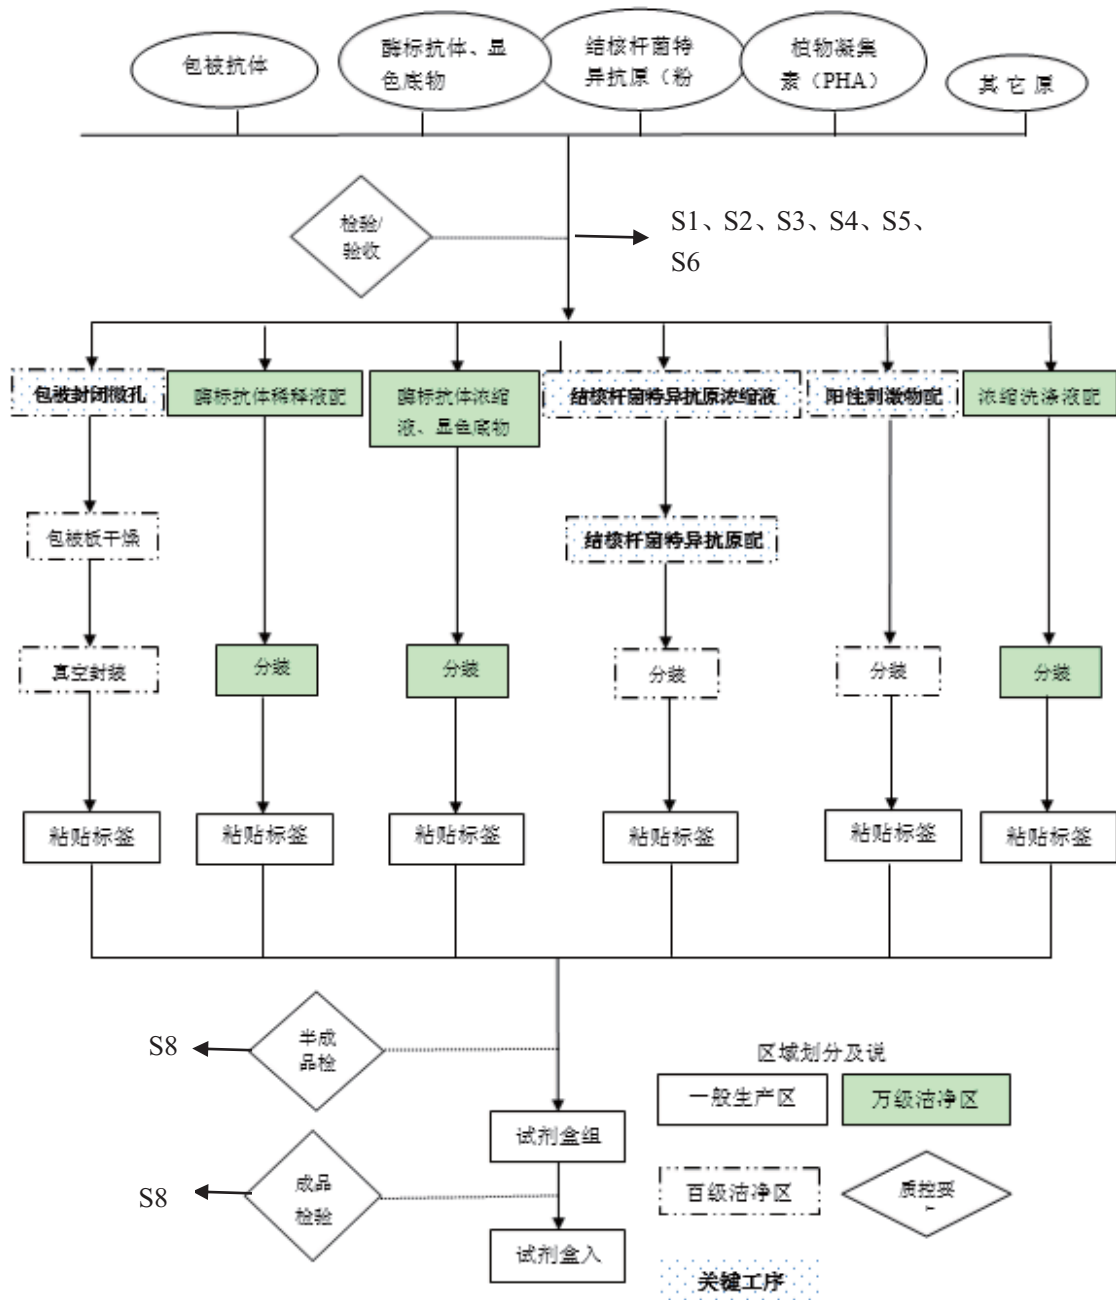 包被抗体
酶标抗体、显
色底物
结核杆菌特
异抗原（粉
植物凝集
素（PHA）
其它原
检验/
验收
S1、S2、S3、S4、S5、
S6
包被封闭微孔
酶标抗体稀释液配
酶标抗体浓缩
液、显色底物
结核杆菌特异抗原浓缩液
阳性刺激物配
浓缩洗涤液配
包被板干燥
结核杆菌特异抗原配
真空封装
分装
分装
分装
分装
分装
粘贴标签
粘贴标签
粘贴标签
粘贴标签
粘贴标签
粘贴标签
S8
半成
品检
区域划分及说
一般生产区
万级洁净区
试剂盒组
S8
成品
检验
百级洁净区
质控要
试剂盒入
关键工序